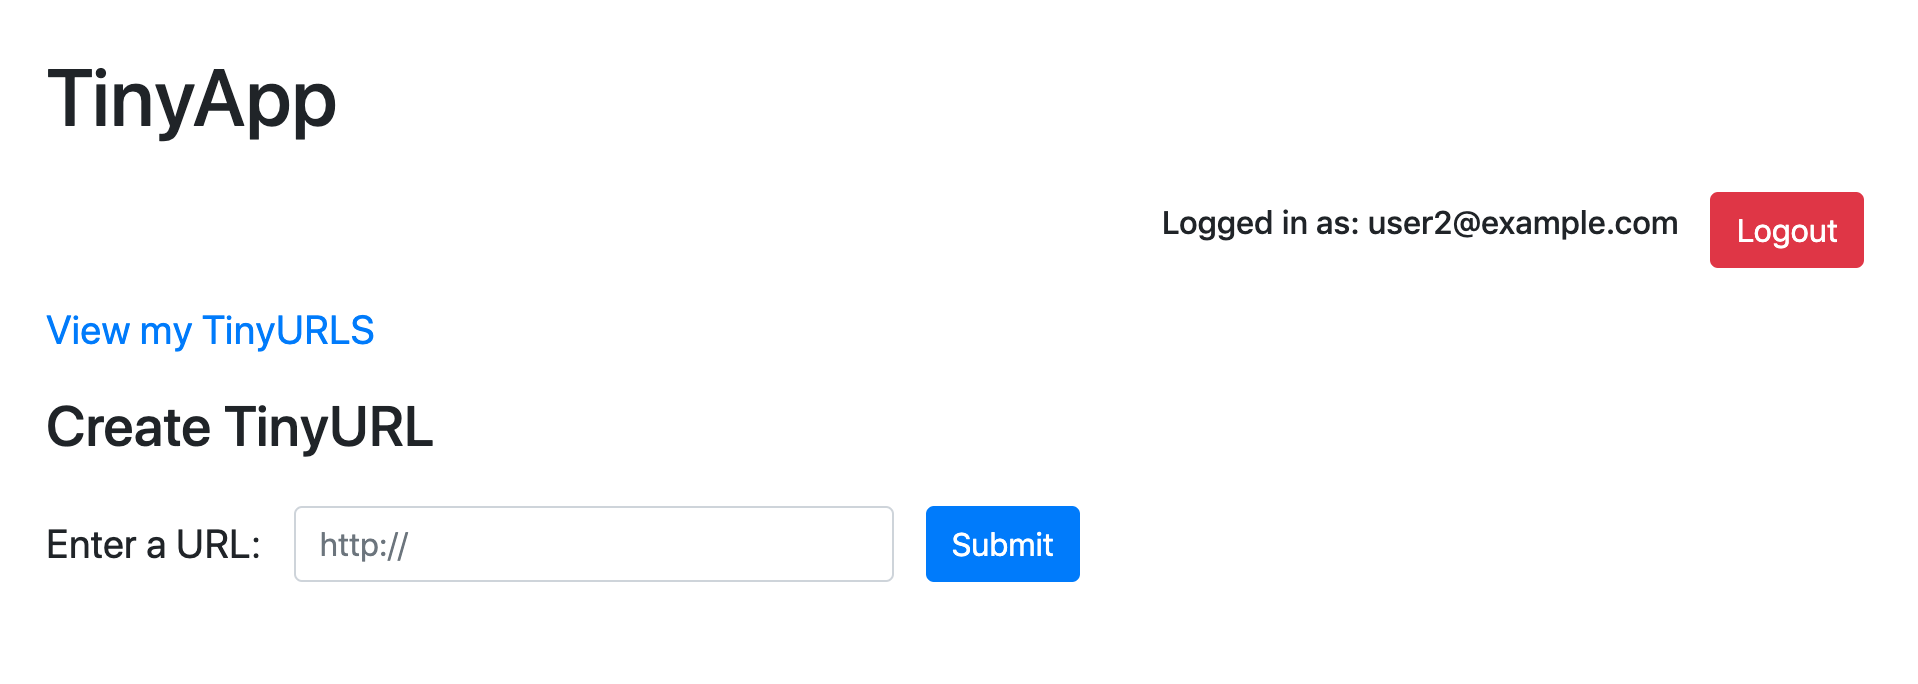 TinyApp
Logged in as: user2@example.com
Logout
View my TinyURLS
Create TinyURL
Enter a URL:
http://
Submit